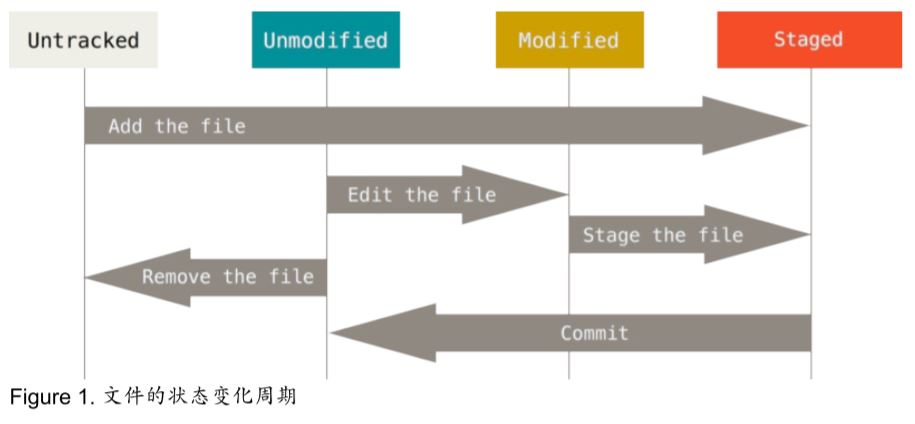 Untracked Unmodified Modified Staged
Add the file
Edit the file
Stage the file
Remove the file
Commit
Figure 1. 文件的状态变化周期